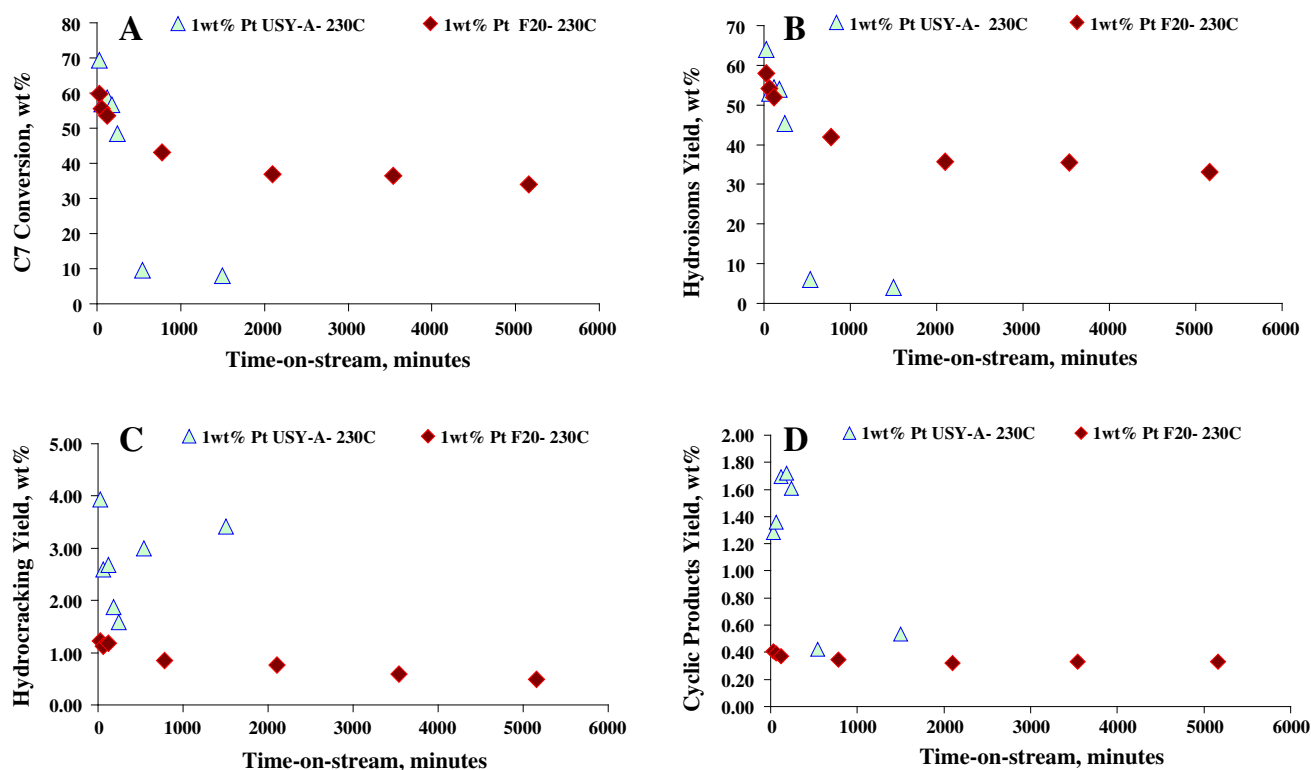 A
1wt% Pt USY-A- 230C
1wt% Pt F20- 230C
80
70
60
50
40
30
20
10
0
C7 Conversion, wt%
0 1000 2000 3000 4000 5000 6000
Time-on-stream, minutes
B
1wt% Pt USY-A- 230C
1wt% Pt F20- 230C
70
60
50
40
30
20
10
0
Hydroisoms Yield, wt%
0 1000 2000 3000 4000 5000 6000
Time-on-stream, minutes
C
1wt% Pt USY-A- 230C
1wt% Pt F20- 230C
5.00
4.00
3.00
2.00
1.00
0.00
Hydrocracking Yield, wt%
0 1000 2000 3000 4000 5000 6000
Time-on-stream, minutes
D
1wt% Pt USY-A- 230C
1wt% Pt F20- 230C
2.00
1.80
1.60
1.40
1.20
1.00
0.80
0.60
0.40
0.20
0.00
Cyclic Products Yield, wt%
0 1000 2000 3000 4000 5000 6000
Time-on-stream, minutes